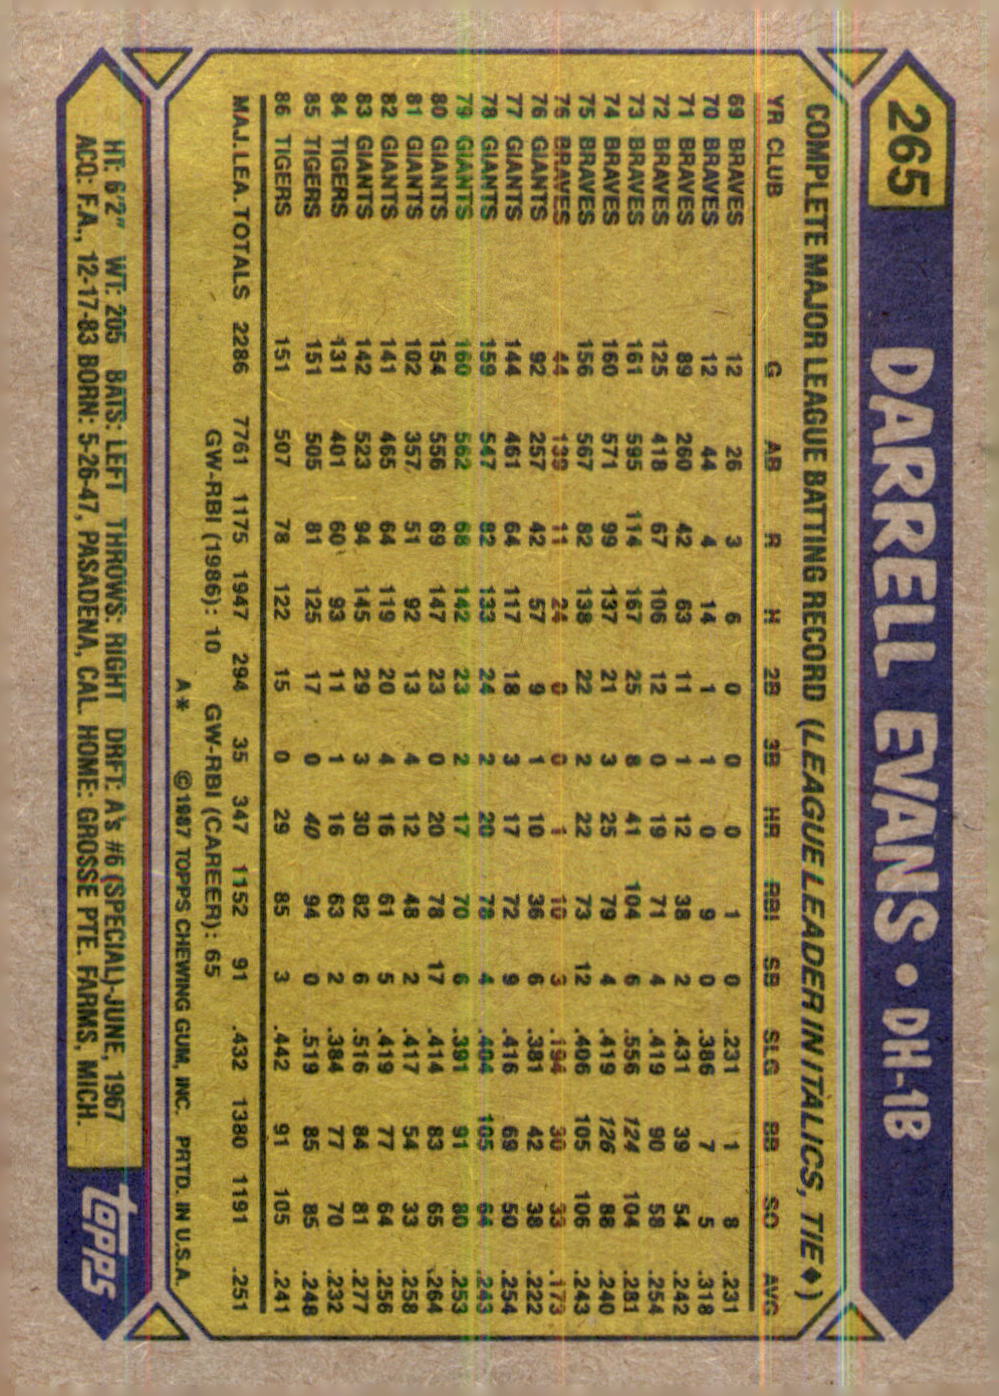 265 DARRELL EVANS • DH-1B
COMPLETE MAJOR LEAGUE BATTING RECORD (LEAGUE LEADER IN ITALICS, TIE♦)
YR CLUB G AB R H 2B 3B HR RBI SB SLG BB SO AVG
69 BRAVES 12 26 3 6 0 0 0 1 0 .231 1 8 .231
70 BRAVES 12 44 4 14 1 1 0 9 0 .386 7 5 .318
71 BRAVES 89 260 42 63 11 1 12 38 2 .431 39 54 .242
72 BRAVES 125 418 67 106 12 0 19 71 4 .419 90 58 .254
73 BRAVES 161 595 114 167 25 8 41 104 6 .556 124 104 .281
74 BRAVES 160 571 99 137 21 3 25 79 4 .419 126 88 .240
75 BRAVES 156 567 82 138 22 2 22 73 12 .406 105 106 .243
76 BRAVES 44 139 11 24 0 0 1 10 3 .194 30 33 .173
76 GIANTS 92 257 42 57 9 1 10 36 6 .381 42 38 .222
77 GIANTS 144 461 64 117 18 3 17 72 9 .416 69 50 .254
78 GIANTS 159 547 82 133 24 2 20 78 4 .404 105 64 .243
79 GIANTS 160 562 68 142 23 2 17 70 6 .391 91 80 .253
80 GIANTS 154 556 69 147 23 0 20 78 17 .414 83 65 .264
81 GIANTS 102 357 51 92 13 4 12 48 2 .417 54 33 .258
82 GIANTS 141 465 64 119 20 4 16 61 5 .419 77 64 .256
83 GIANTS 142 523 94 145 29 3 30 82 6 .516 84 81 .277
84 TIGERS 131 401 60 93 11 1 16 63 2 .384 77 70 .232
85 TIGERS 151 505 81 125 17 0 40 94 0 .519 85 85 .248
86 TIGERS 151 507 78 122 15 0 29 85 3 .442 91 105 .241
MAJ. LEA. TOTALS 2286 7761 1175 1947 294 35 347 1152 91 .432 1380 1191 .251
GW-RBI (1986): 10 GW-RBI (CAREER): 65
A* ©1987 TOPPS CHEWING GUM, INC. PRTD. IN U.S.A.
HT: 6'2" WT: 205 BATS: LEFT THROWS: RIGHT DRFT: A's #6 (SPECIAL)-JUNE, 1967
ACQ: F.A., 12-17-83 BORN: 5-26-47, PASADENA, CAL. HOME: GROSSE PTE. FARMS, MICH.
topps